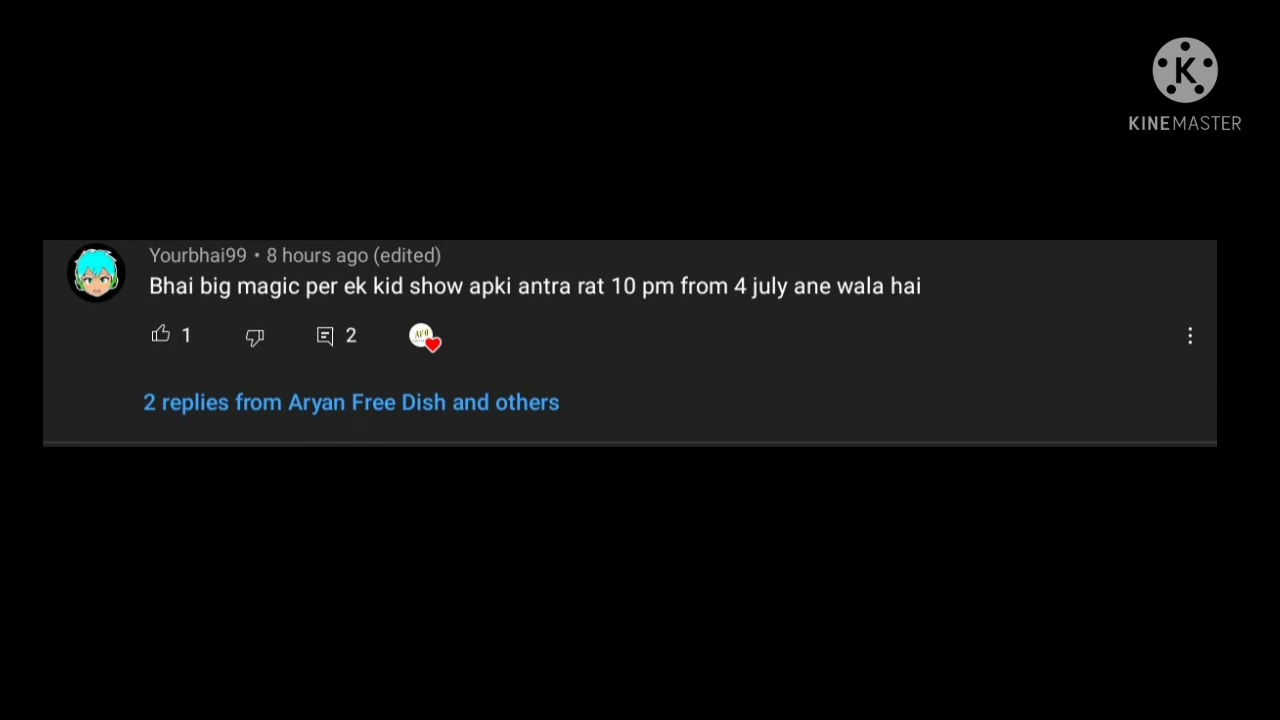 K
KINEMASTER
Yourbhai99 • 8 hours ago (edited)
Bhai big magic per ek kid show apki antra rat 10 pm from 4 july ane wala hai
1 2 AFD
2 replies from Aryan Free Dish and others